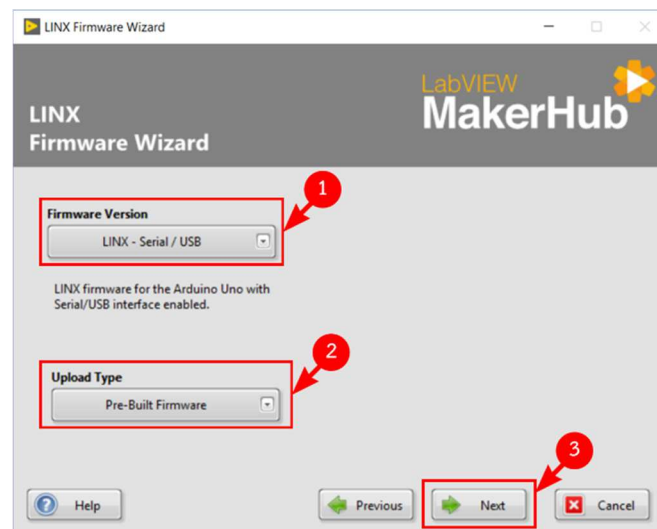 LINX Firmware Wizard
LabVIEW
MakerHub
LINX
Firmware Wizard
1
Firmware Version
LINX - Serial / USB
LINX firmware for the Arduino Uno with
Serial/USB interface enabled.
2
Upload Type
Pre-Built Firmware
3
Help
Previous
Next
Cancel